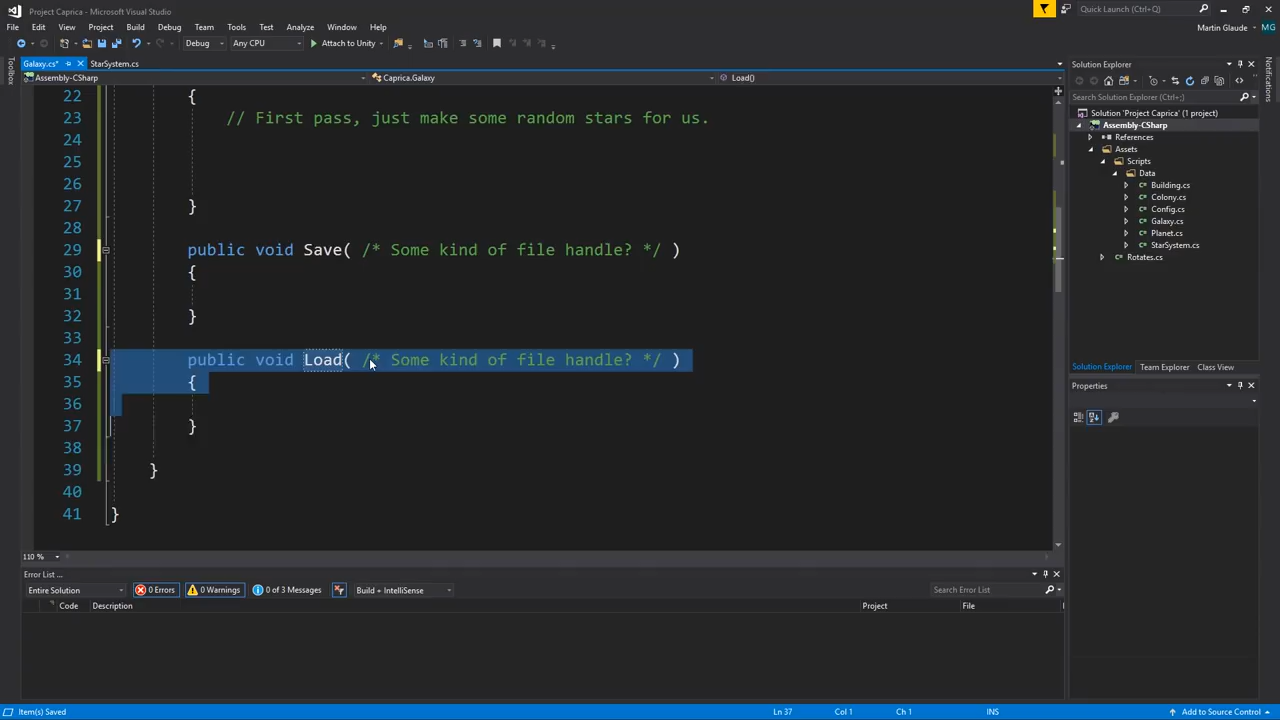 Project Caprica - Microsoft Visual Studio
Quick Launch (Ctrl+Q)
File Edit View Project Build Debug Team Tools Test Analyze Window Help
Martin Glaude MG
Debug Any CPU Attach to Unity
Galaxy.cs* StarSystem.cs
Assembly-CSharp Caprica.Galaxy Load()
Toolbox
22 {
23 // First pass, just make some random stars for us.
24
25
26
27 }
28
29 public void Save( /* Some kind of file handle? */ )
30 {
31
32 }
33
34 public void Load( /* Some kind of file handle? */ )
35 {
36
37 }
38
39 }
40
41 }
110 %
Solution Explorer
Search Solution Explorer (Ctrl+;)
Solution 'Project Caprica' (1 project)
Assembly-CSharp
References
Assets
Scripts
Data
Building.cs
Colony.cs
Config.cs
Galaxy.cs
Planet.cs
StarSystem.cs
Rotates.cs
Solution Explorer Team Explorer Class View
Properties
Notifications
Error List ...
Entire Solution 0 Errors 0 Warnings 0 of 3 Messages Build + IntelliSense Search Error List
Code Description Project File
Item(s) Saved Ln 37 Col 1 Ch 1 INS Add to Source Control